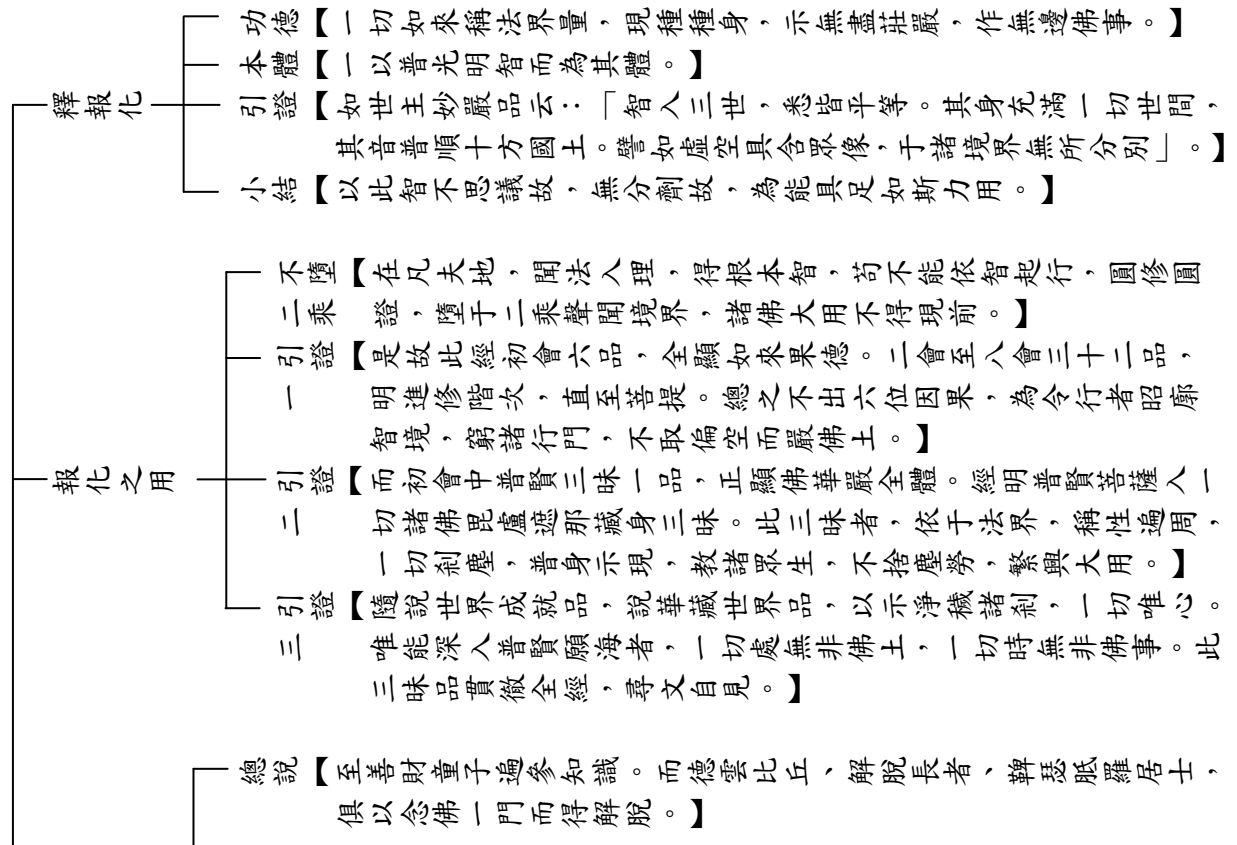 釋報化
功德【一切如來稱法界量，現種種身，示無盡莊嚴，作無邊佛事。】
本體【一以普光明智而為其體。】
引證【如世主妙嚴品云：「智入三世，悉皆平等。其身充滿一切世間，
其音普順十方國土。譬如虛空具含眾像，于諸境界無所分別」。】
小結【以此智不思議故，無分劑故，為能具足如斯力用。】
報化之用
不墮【在凡夫地，聞法入理，得根本智，苟不能依智起行，圓修圓
二乘 證，墮于二乘聲聞境界，諸佛大用不得現前。】
引證【是故此經初會六品，全顯如來果德。二會至八會三十二品，
一 明進修階次，直至菩提。總之不出六位因果，為令行者昭廓
智境，窮諸行門，不取偏空而嚴佛土。】
引證【而初會中普賢三昧一品，正顯佛華嚴全體。經明普賢菩薩入一
二 切諸佛毘盧遮那藏身三昧。此三昧者，依于法界，稱性遍周，
一切剎塵，普身示現，教諸眾生，不捨塵勞，繁興大用。】
引證【隨說世界成就品，說華藏世界品，以示淨穢諸剎，一切唯心。
三 唯能深入普賢願海者，一切處無非佛土，一切時無非佛事。此
三昧品貫徹全經，尋文自見。】
總說【至善財童子遍參知識。而德雲比丘、解脫長者、鞞瑟胝羅居士，
俱以念佛一門而得解脫。】